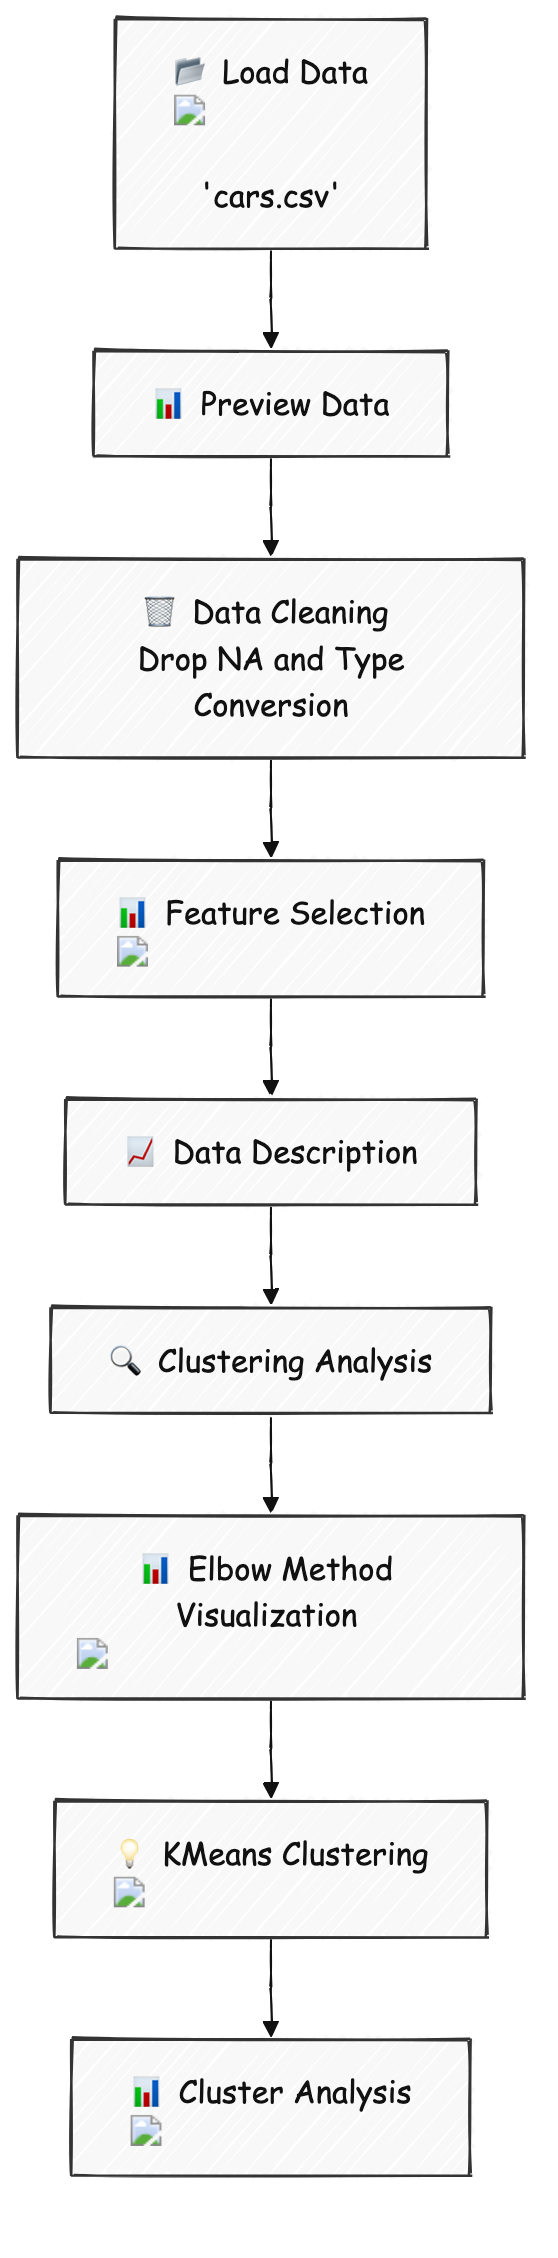 Load Data
'cars.csv'
Preview Data
Data Cleaning
Drop NA and Type
Conversion
Feature Selection
Data Description
Clustering Analysis
Elbow Method
Visualization
KMeans Clustering
Cluster Analysis